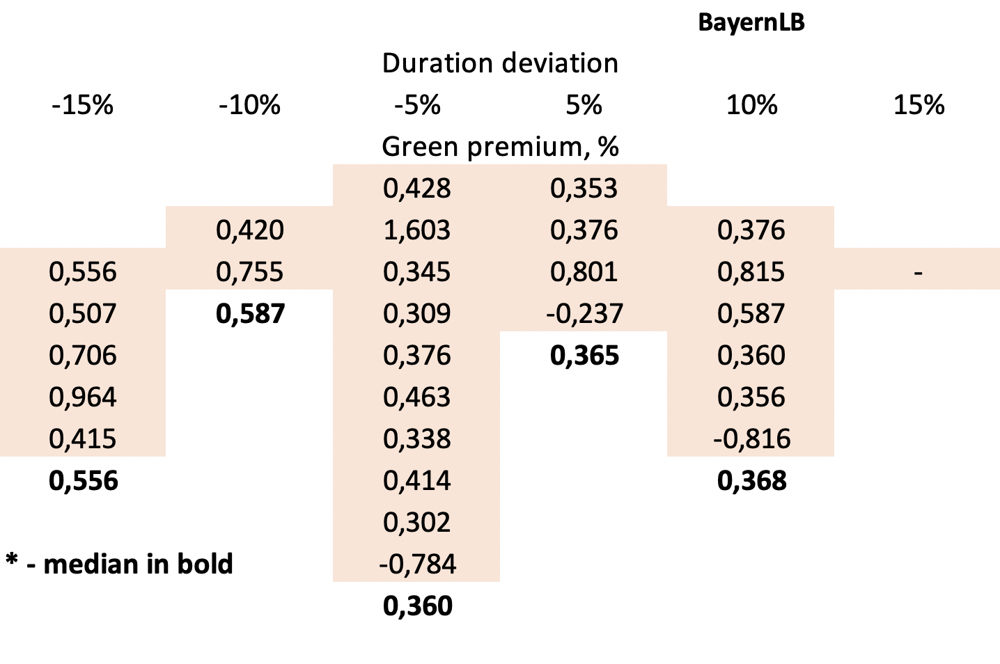 BayernLB
Duration deviation
-15% -10% -5% 5% 10% 15%
Green premium, %
0,428 0,353
0,420 1,603 0,376 0,376
0,556 0,755 0,345 0,801 0,815 -
0,507 0,587 0,309 -0,237 0,587
0,706 0,376 0,365 0,360
0,964 0,463 0,356
0,415 0,338 -0,816
0,556 0,414 0,368
0,302
* - median in bold -0,784
0,360